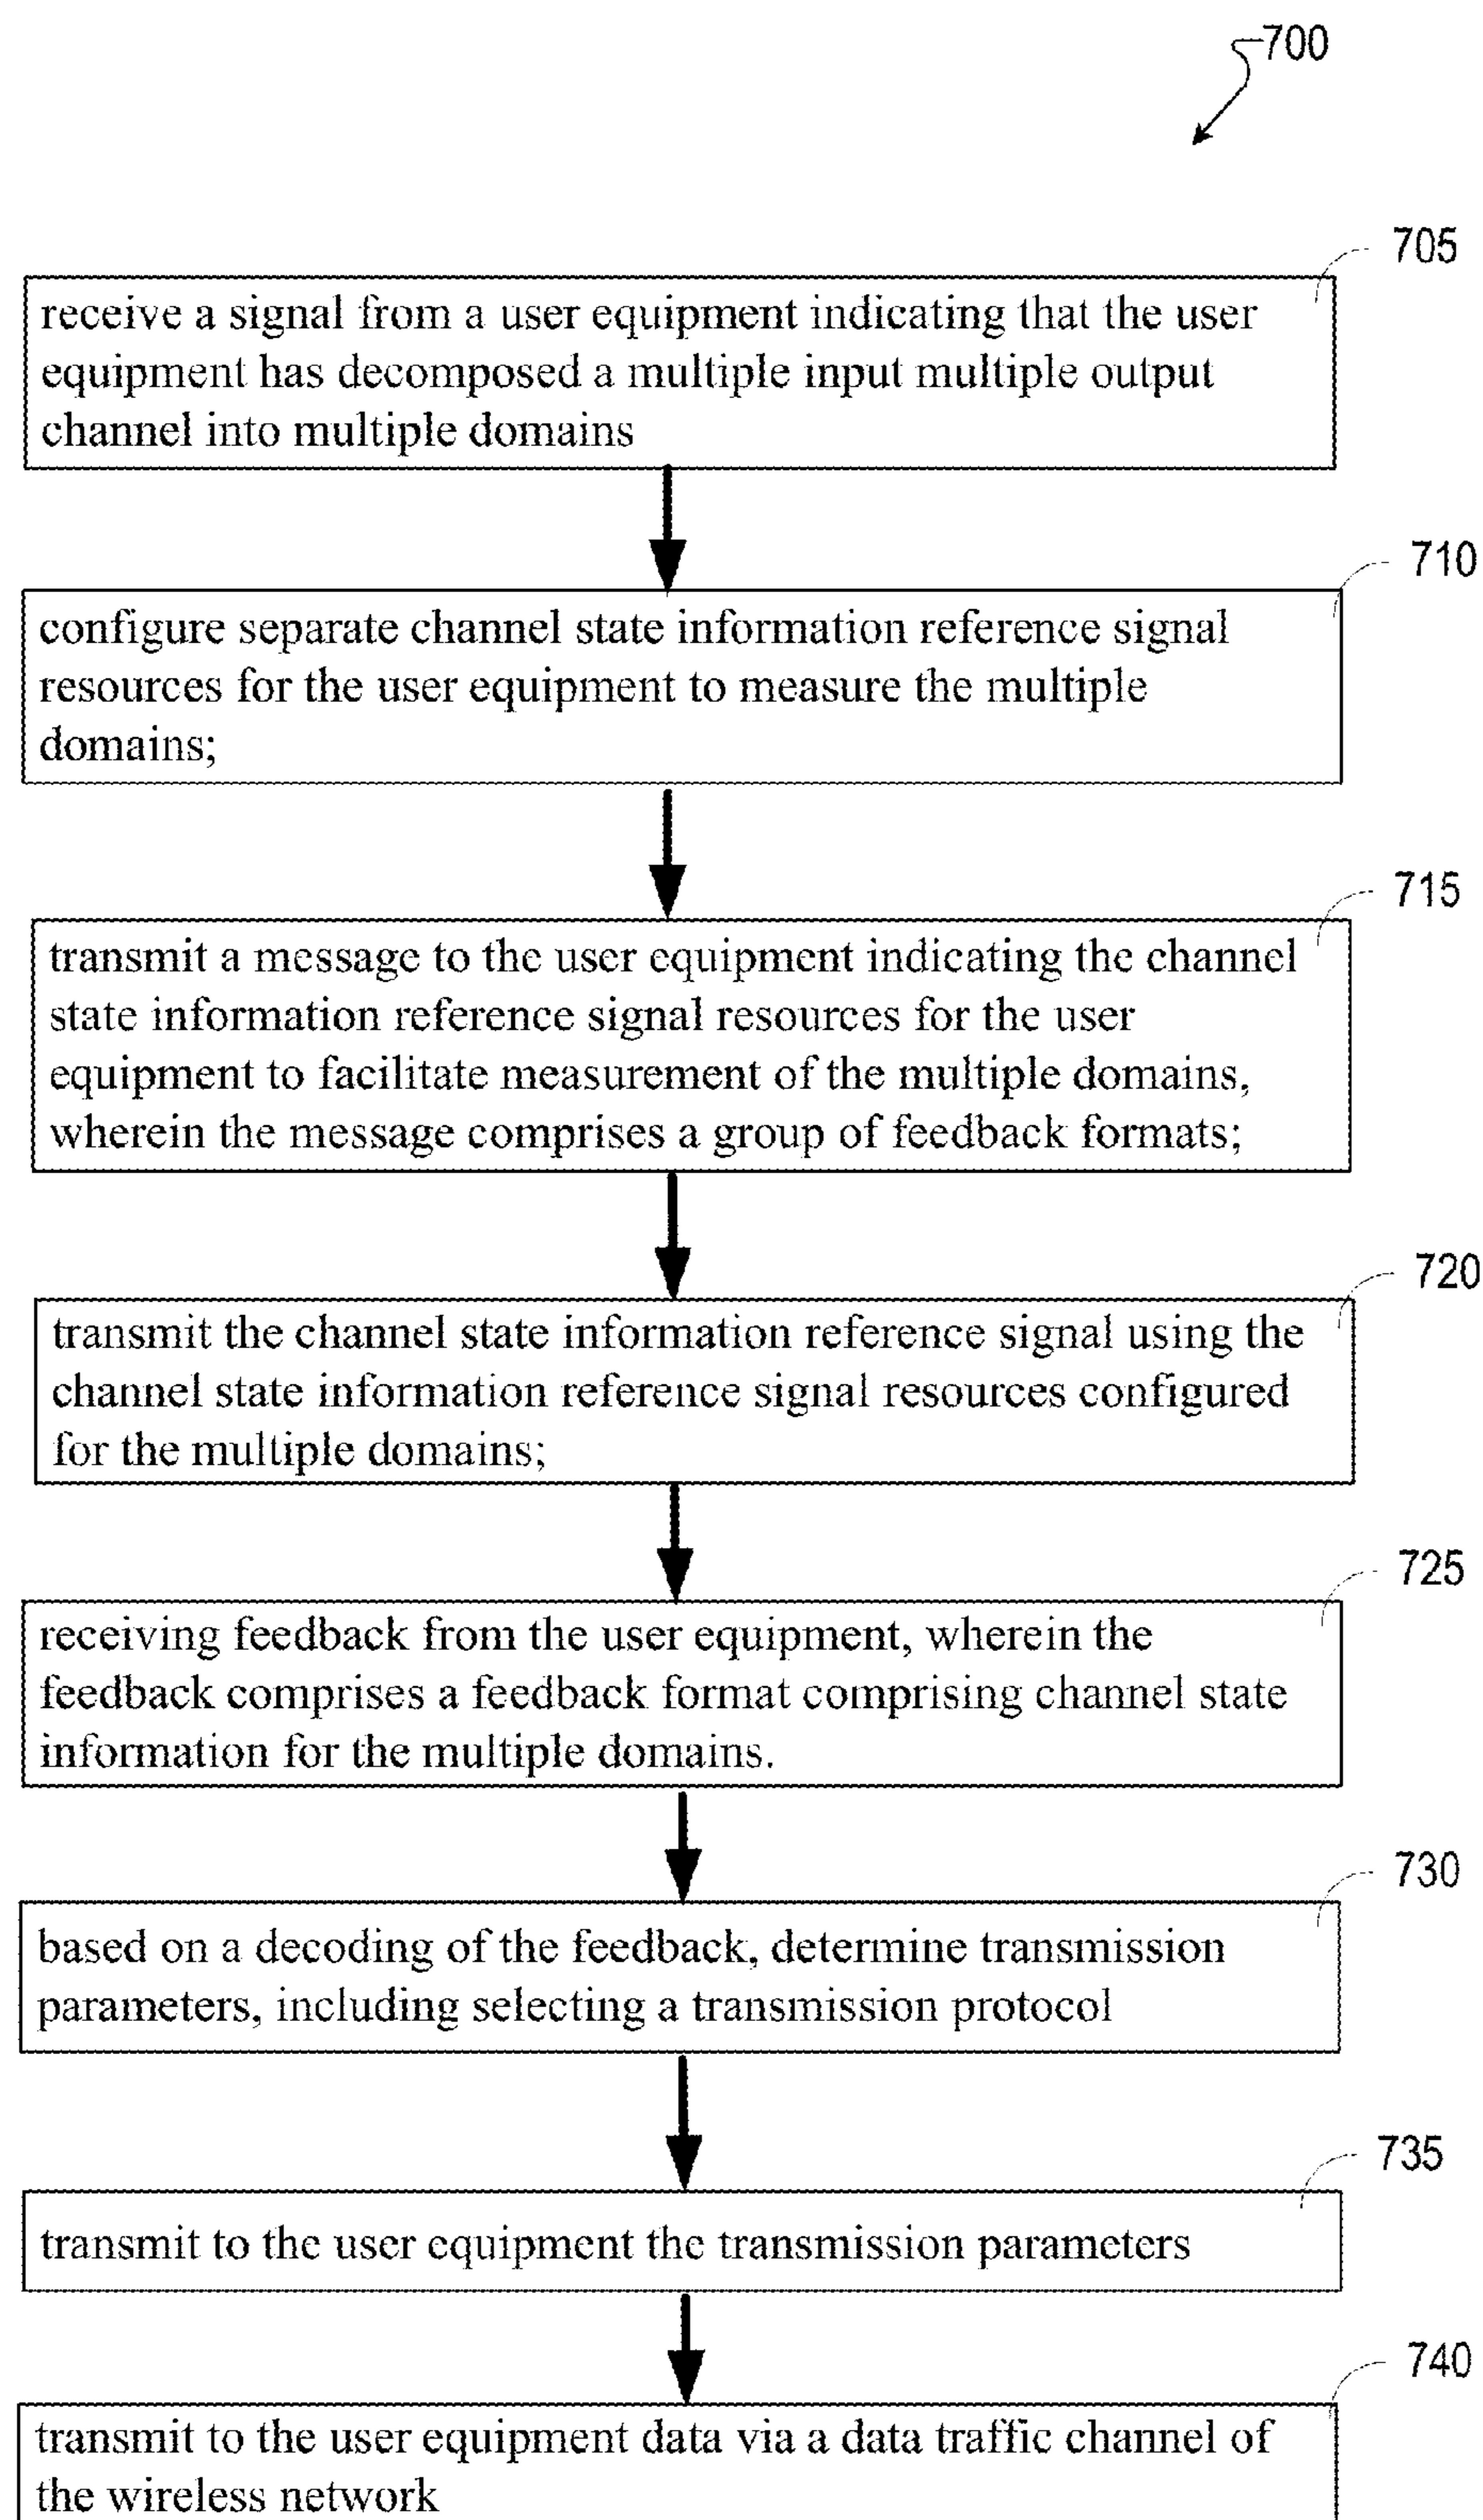 700
705
receive a signal from a user equipment indicating that the user
equipment has decomposed a multiple input multiple output
channel into multiple domains
710
configure separate channel state information reference signal
resources for the user equipment to measure the multiple
domains;
715
transmit a message to the user equipment indicating the channel
state information reference signal resources for the user
equipment to facilitate measurement of the multiple domains,
wherein the message comprises a group of feedback formats;
720
transmit the channel state information reference signal using the
channel state information reference signal resources configured
for the multiple domains;
725
receiving feedback from the user equipment, wherein the
feedback comprises a feedback format comprising channel state
information for the multiple domains.
730
based on a decoding of the feedback, determine transmission
parameters, including selecting a transmission protocol
735
transmit to the user equipment the transmission parameters
740
transmit to the user equipment data via a data traffic channel of
the wireless network